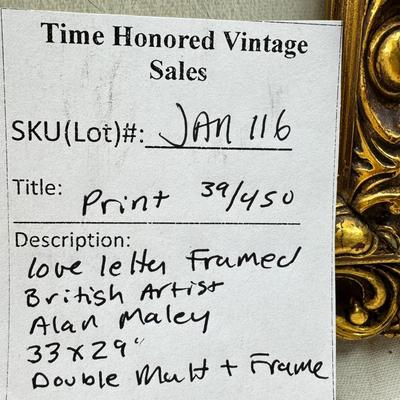 Time Honored Vintage
Sales
SKU(Lot)#: JAN 116
Title: Print 39/450
Description:
love letter Framed
British Artist
Alan Maley
33x29"
Double Matt + Frame